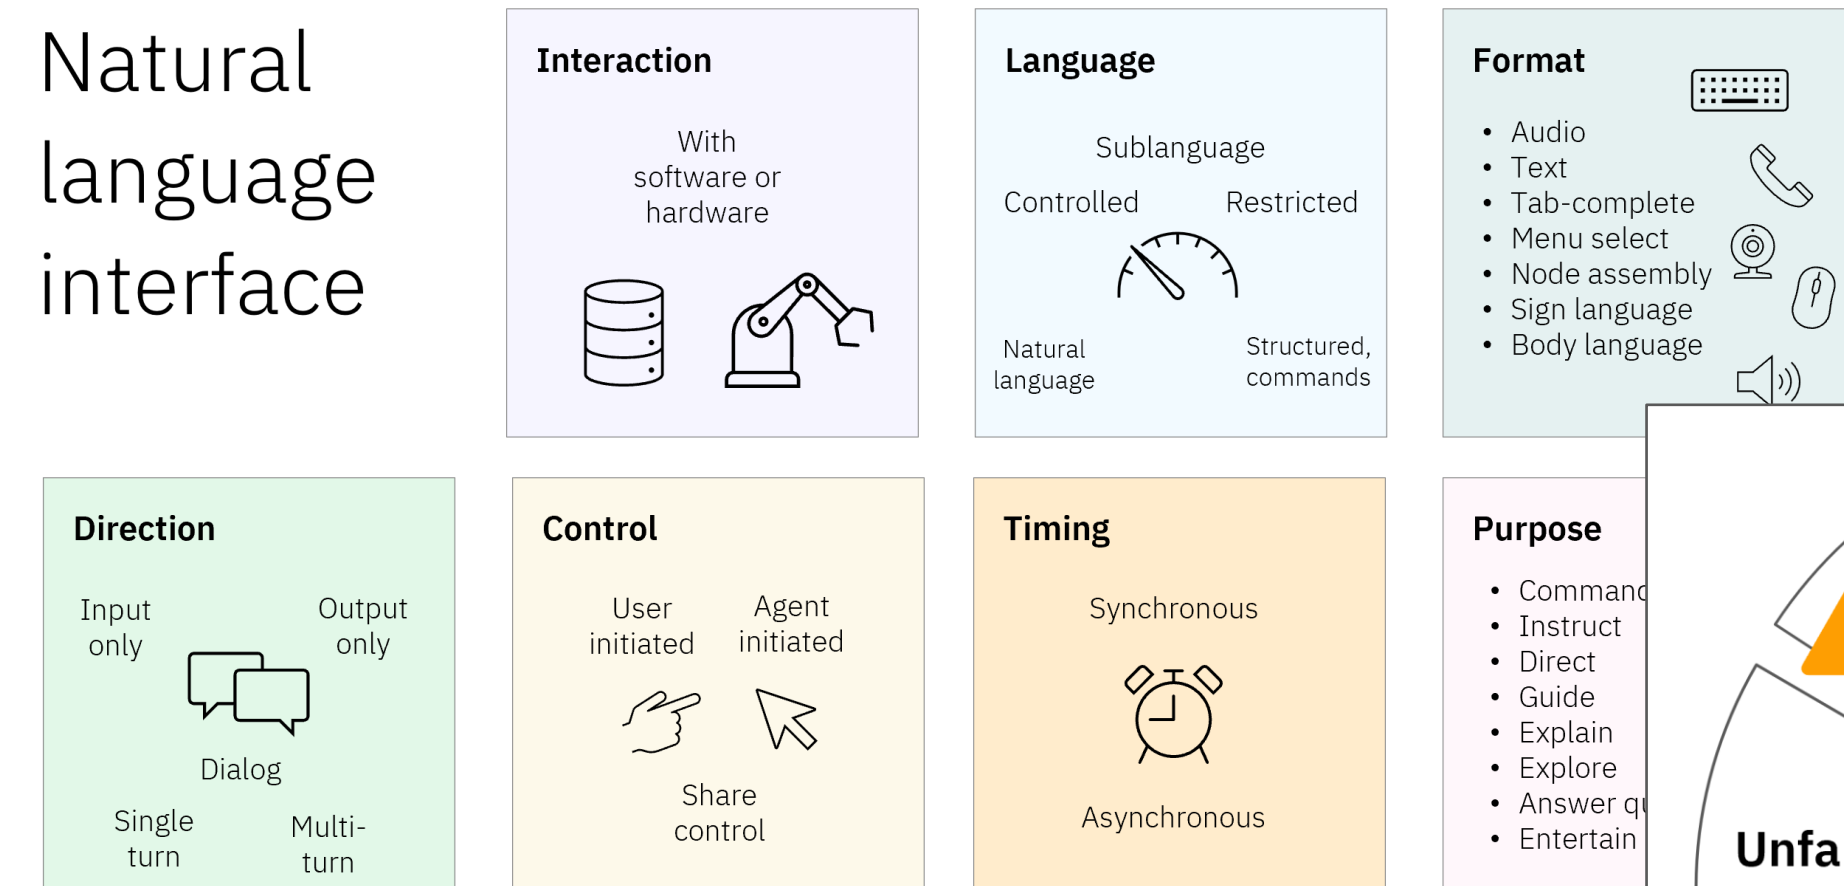 Natural
language
interface
Interaction
With
software or
hardware
Language
Sublanguage
Controlled
Restricted
Natural
language
Structured,
commands
Format
• Audio
• Text
• Tab-complete
• Menu select
• Node assembly
• Sign language
• Body language
Direction
Input
only
Output
only
Dialog
Single
turn
Multi-
turn
Control
User
initiated
Agent
initiated
Share
control
Timing
Synchronous
Asynchronous
Purpose
• Command
• Instruct
• Direct
• Guide
• Explain
• Explore
• Answer
• Entertain